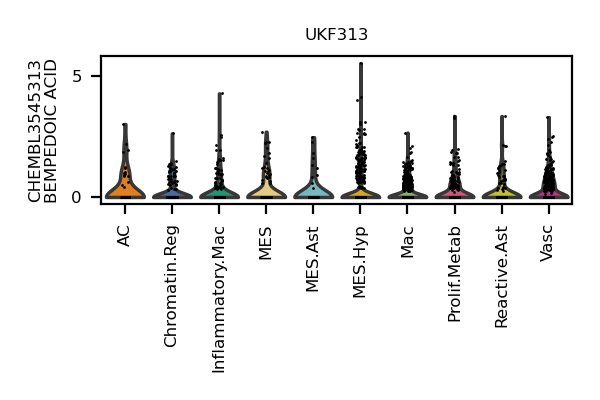 UKF313
CHEMBL3545313
BEMPEDOIC ACID
5
0
AC
Chromatin.Reg
Inflammatory.Mac
MES
MES.Ast
MES.Hyp
Mac
Prolif.Metab
Reactive.Ast
Vasc